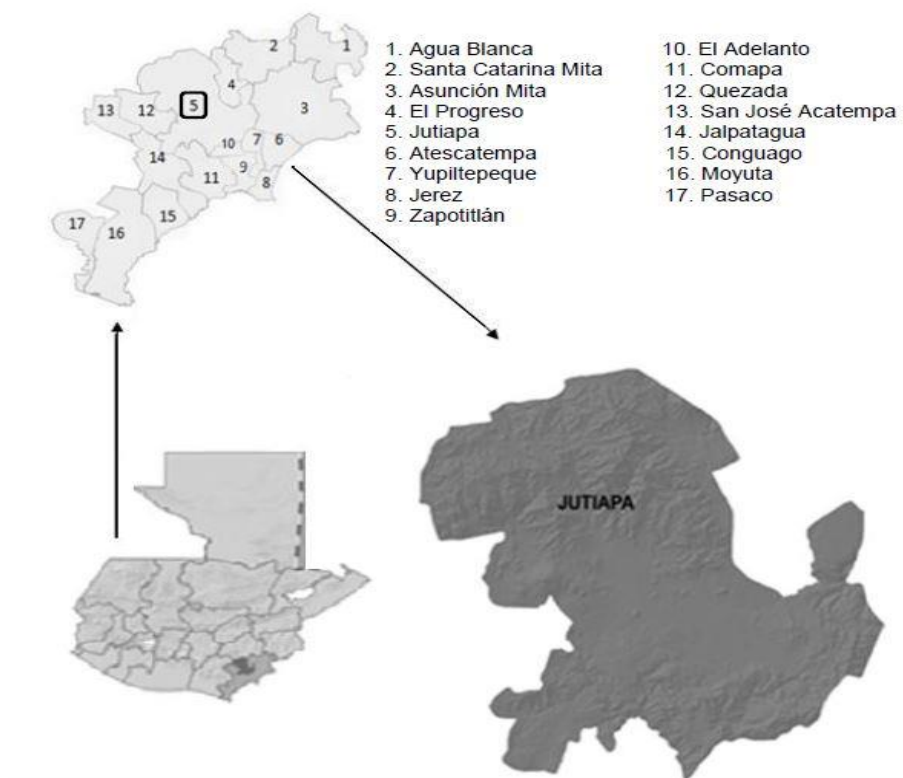 1. Agua Blanca
2. Santa Catarina Mita
3. Asunción Mita
4. El Progreso
5. Jutiapa
6. Atescatempa
7. Yupiltepeque
8. Jerez
9. Zapotitlán
10. El Adelanto
11. Comapa
12. Quezada
13. San José Acatempa
14. Jalpatagua
15. Conguago
16. Moyuta
17. Pasaco
1
2
3
4
5
6
7
8
9
10
11
12
13
14
15
16
17
JUTIAPA